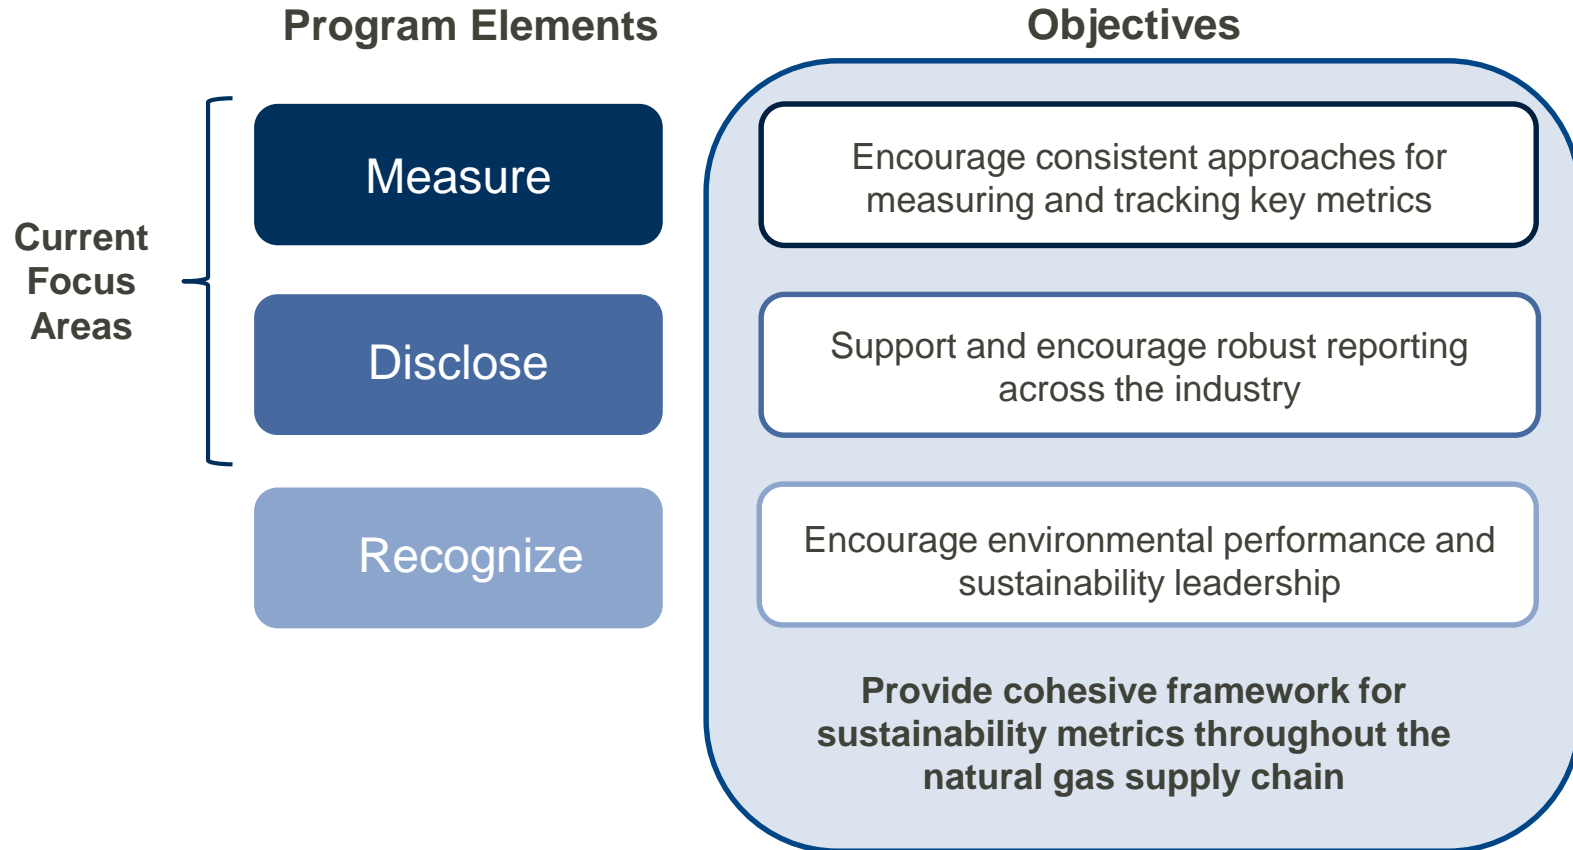 Program Elements
Objectives
Current
Focus
Areas
Measure
Encourage consistent approaches for
measuring and tracking key metrics
Disclose
Support and encourage robust reporting
across the industry
Recognize
Encourage environmental performance and
sustainability leadership
Provide cohesive framework for
sustainability metrics throughout the
natural gas supply chain